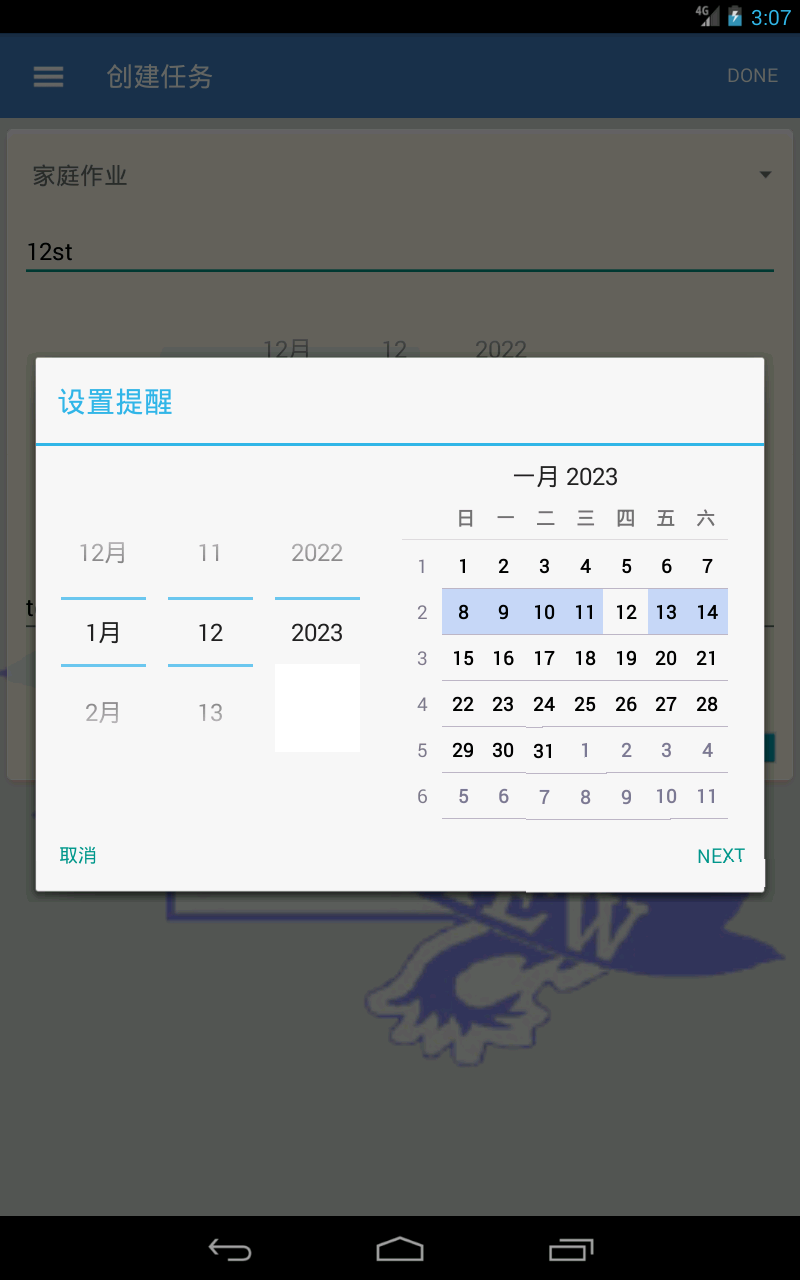 4G 3:07
创建任务 DONE
家庭作业
12st
12月 12 2022
设置提醒
一月 2023
日 一 二 三 四 五 六
12月 11 2022
1月 12 2023
2月 13
1 1 2 3 4 5 6 7
2 8 9 10 11 12 13 14
3 15 16 17 18 19 20 21
4 22 23 24 25 26 27 28
5 29 30 31 1 2 3 4
6 5 6 7 8 9 10 11
取消 NEXT
EW